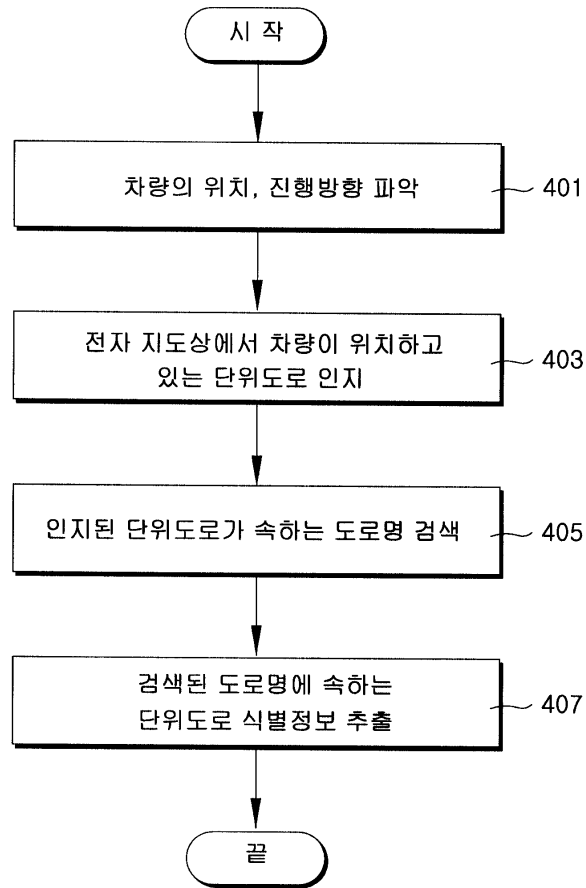 시 작
차량의 위치, 진행방향 파악
401
전자 지도상에서 차량이 위치하고
있는 단위도로 인지
403
인지된 단위도로가 속하는 도로명 검색
405
검색된 도로명에 속하는
단위도로 식별정보 추출
407
끝